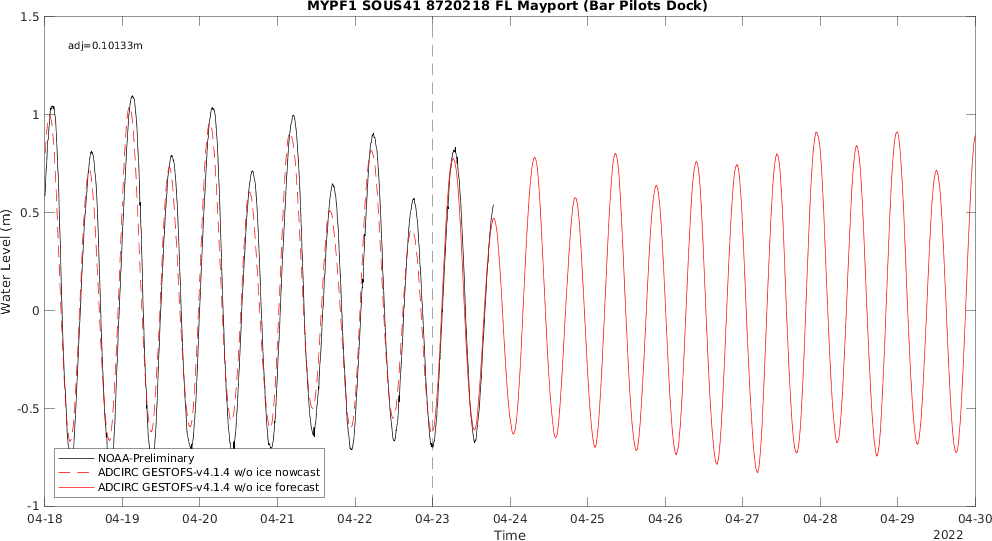 MYPF1 SOUS41 8720218 FL Mayport (Bar Pilots Dock)
1.5
adj=0.10133m
1
0.5
Water Level (m)
0
-0.5
NOAA-Preliminary
ADCIRC GESTOFS-v4.1.4 w/o ice nowcast
ADCIRC GESTOFS-v4.1.4 w/o ice forecast
-1
04-18 04-19 04-20 04-21 04-22 04-23 04-24 04-25 04-26 04-27 04-28 04-29 04-30
Time
2022